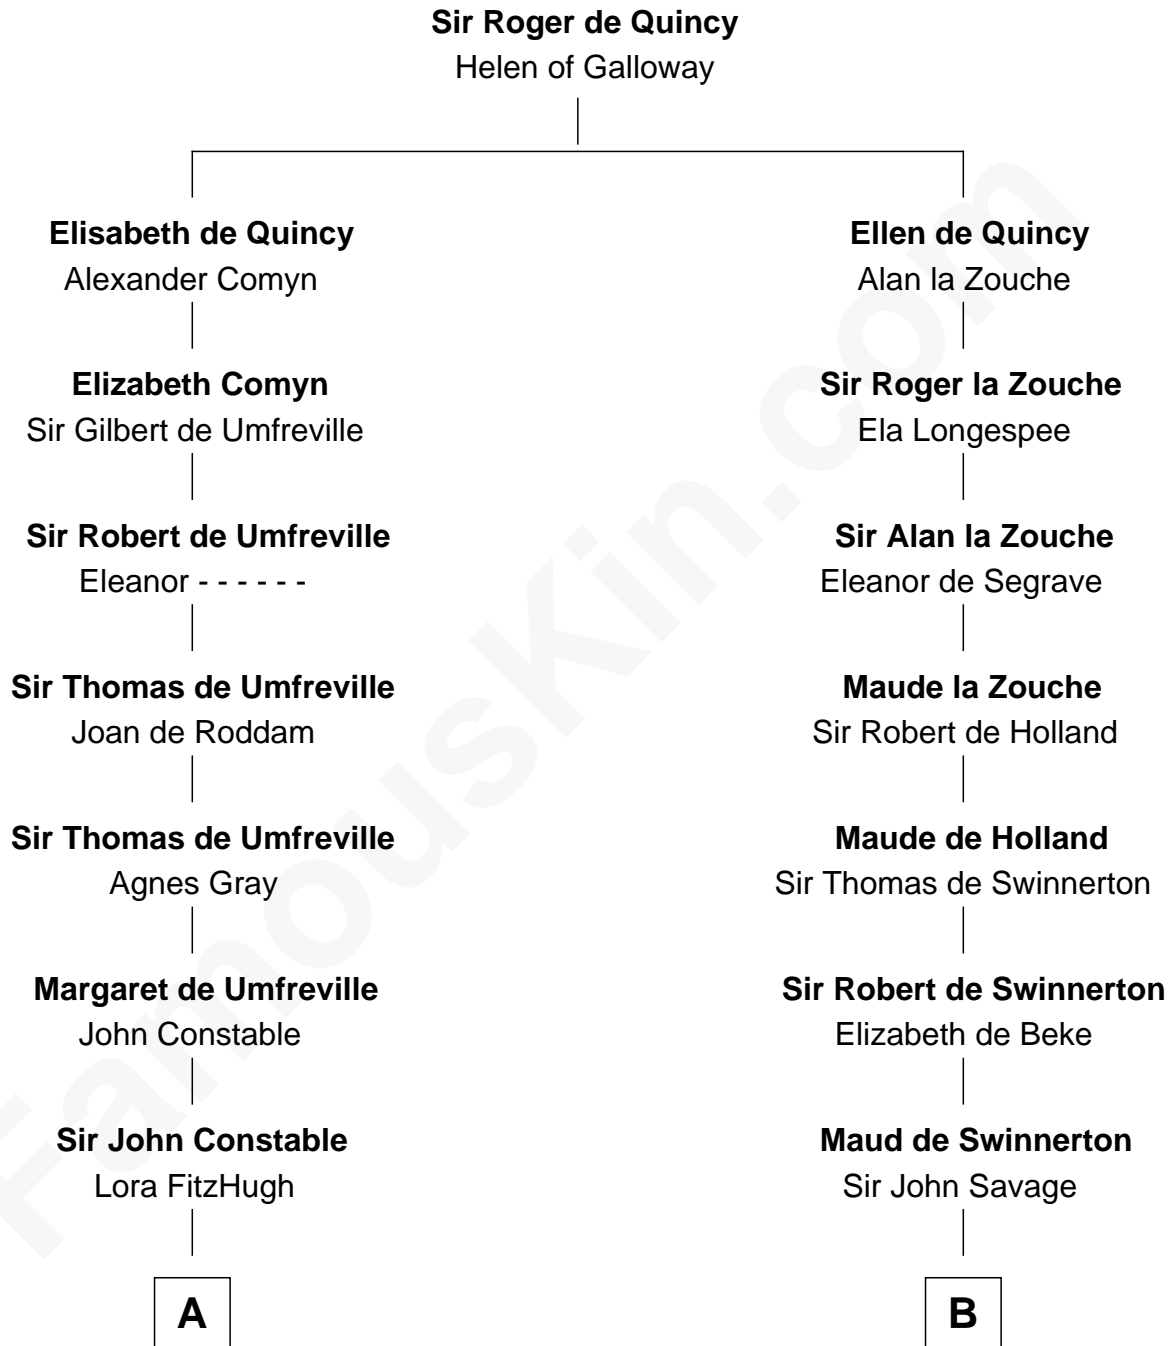 Sir Roger de Quincy
Helen of Galloway
Elisabeth de Quincy
Alexander Comyn
Ellen de Quincy
Alan la Zouche
Elizabeth Comyn
Sir Gilbert de Umfreville
Sir Roger la Zouche
Ela Longespee
Sir Robert de Umfreville
Eleanor - - - - - -
Sir Alan la Zouche
Eleanor de Segrave
Sir Thomas de Umfreville
Joan de Roddam
Maude la Zouche
Sir Robert de Holland
Sir Thomas de Umfreville
Agnes Gray
Maude de Holland
Sir Thomas de Swinnerton
Margaret de Umfreville
John Constable
Sir Robert de Swinnerton
Elizabeth de Beke
Sir John Constable
Lora FitzHugh
Maud de Swinnerton
Sir John Savage
A
B
FamousKin.com